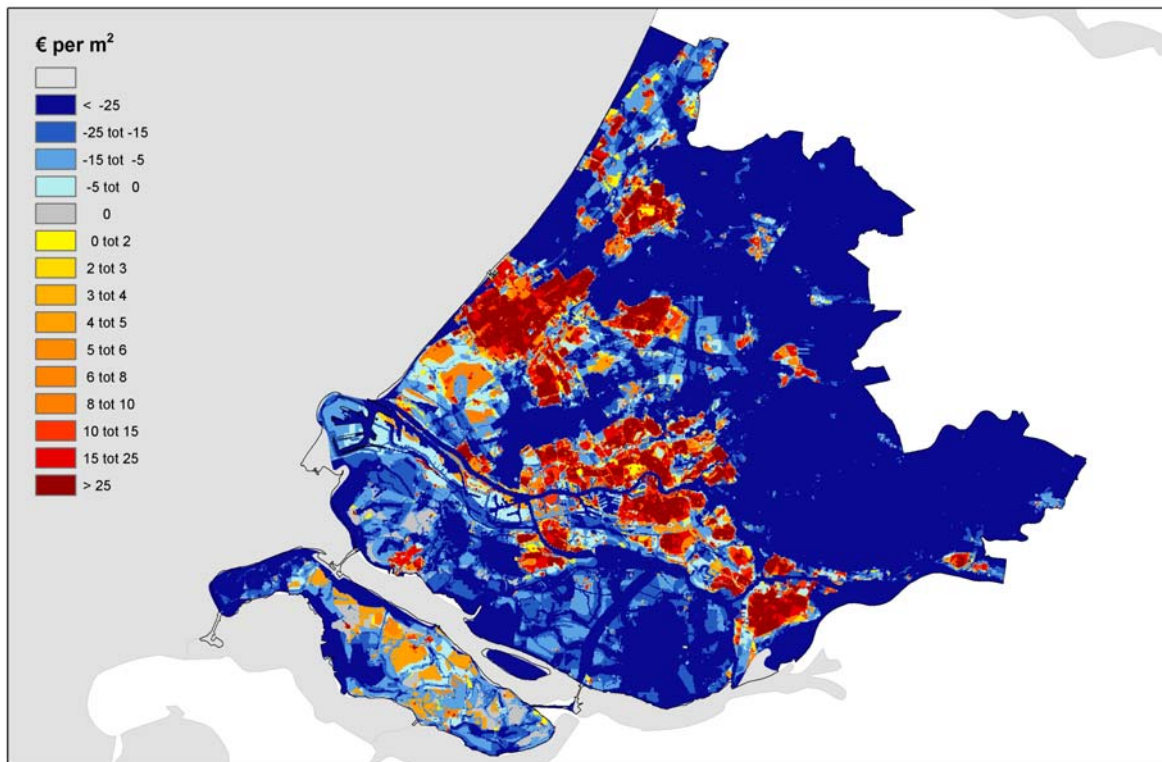 € per m²
< -25
-25 tot -15
-15 tot -5
-5 tot 0
0
0 tot 2
2 tot 3
3 tot 4
4 tot 5
5 tot 6
6 tot 8
8 tot 10
10 tot 15
15 tot 25
> 25